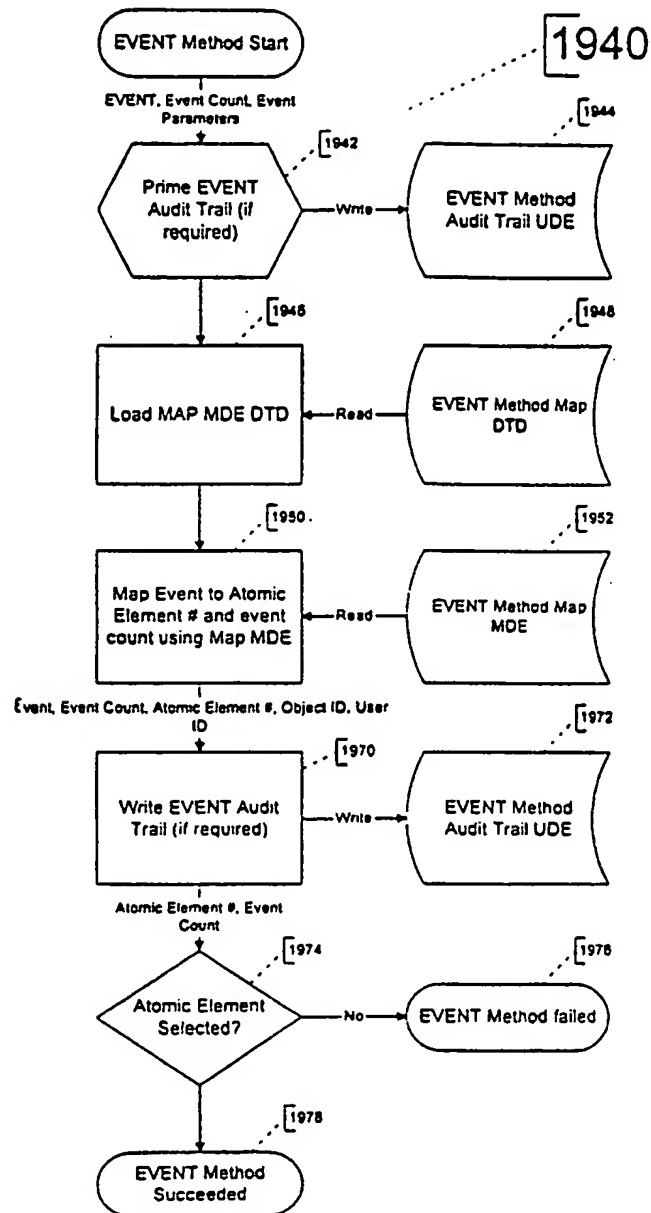 EVENT Method Start
1940
EVENT, Event Count, Event
Parameters
1942
1944
Prime EVENT
Audit Trail (if
required)
Write
EVENT Method
Audit Trail UDE
1946
1948
Load MAP MDE DTD
Read
EVENT Method Map
DTD
1950
1952
Map Event to Atomic
Element # and event
count using Map MDE
Read
EVENT Method Map
MDE
Event, Event Count, Atomic Element #, Object ID, User
ID
1970
1972
Write EVENT Audit
Trail (if required)
Write
EVENT Method
Audit Trail UDE
Atomic Element #, Event
Count
1974
1976
Atomic Element
Selected?
No
EVENT Method failed
1978
EVENT Method
Succeeded